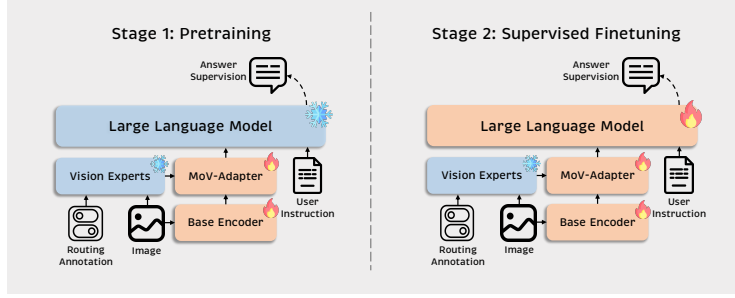 Stage 1: Pretraining
Answer
Supervision
Large Language Model
Vision Experts
MoV-Adapter
User
Instruction
Base Encoder
Routing
Annotation
Image
Stage 2: Supervised Finetuning
Answer
Supervision
Large Language Model
Vision Experts
MoV-Adapter
User
Instruction
Base Encoder
Routing
Annotation
Image